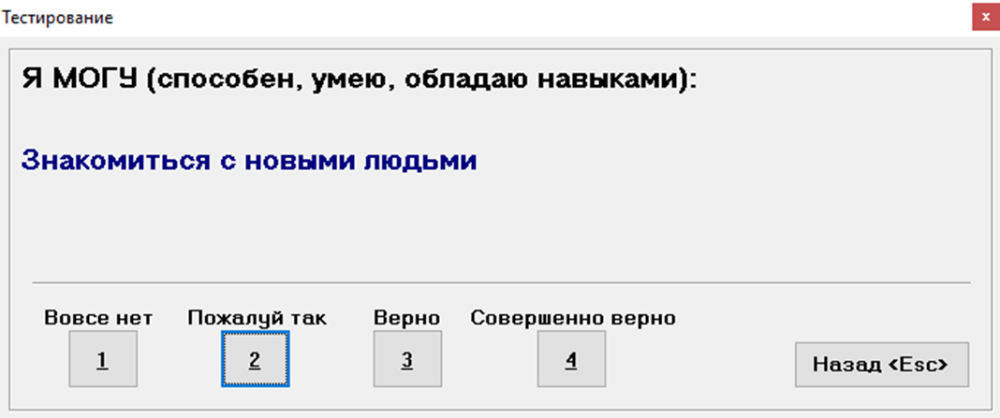 Тестирование
x
Я МОГУ (способен, умею, обладаю навыками):
Знакомиться с новыми людьми
Вовсе нет Пожалуй так Верно Совершенно верно
1 2 3 4
Назад <Esc>